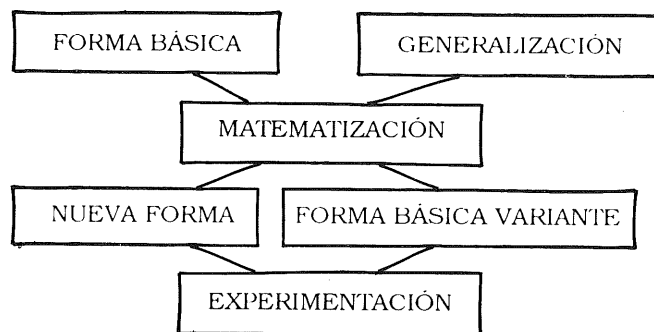 FORMA BÁSICA
GENERALIZACIÓN
MATEMATIZACIÓN
NUEVA FORMA
FORMA BÁSICA VARIANTE
EXPERIMENTACIÓN